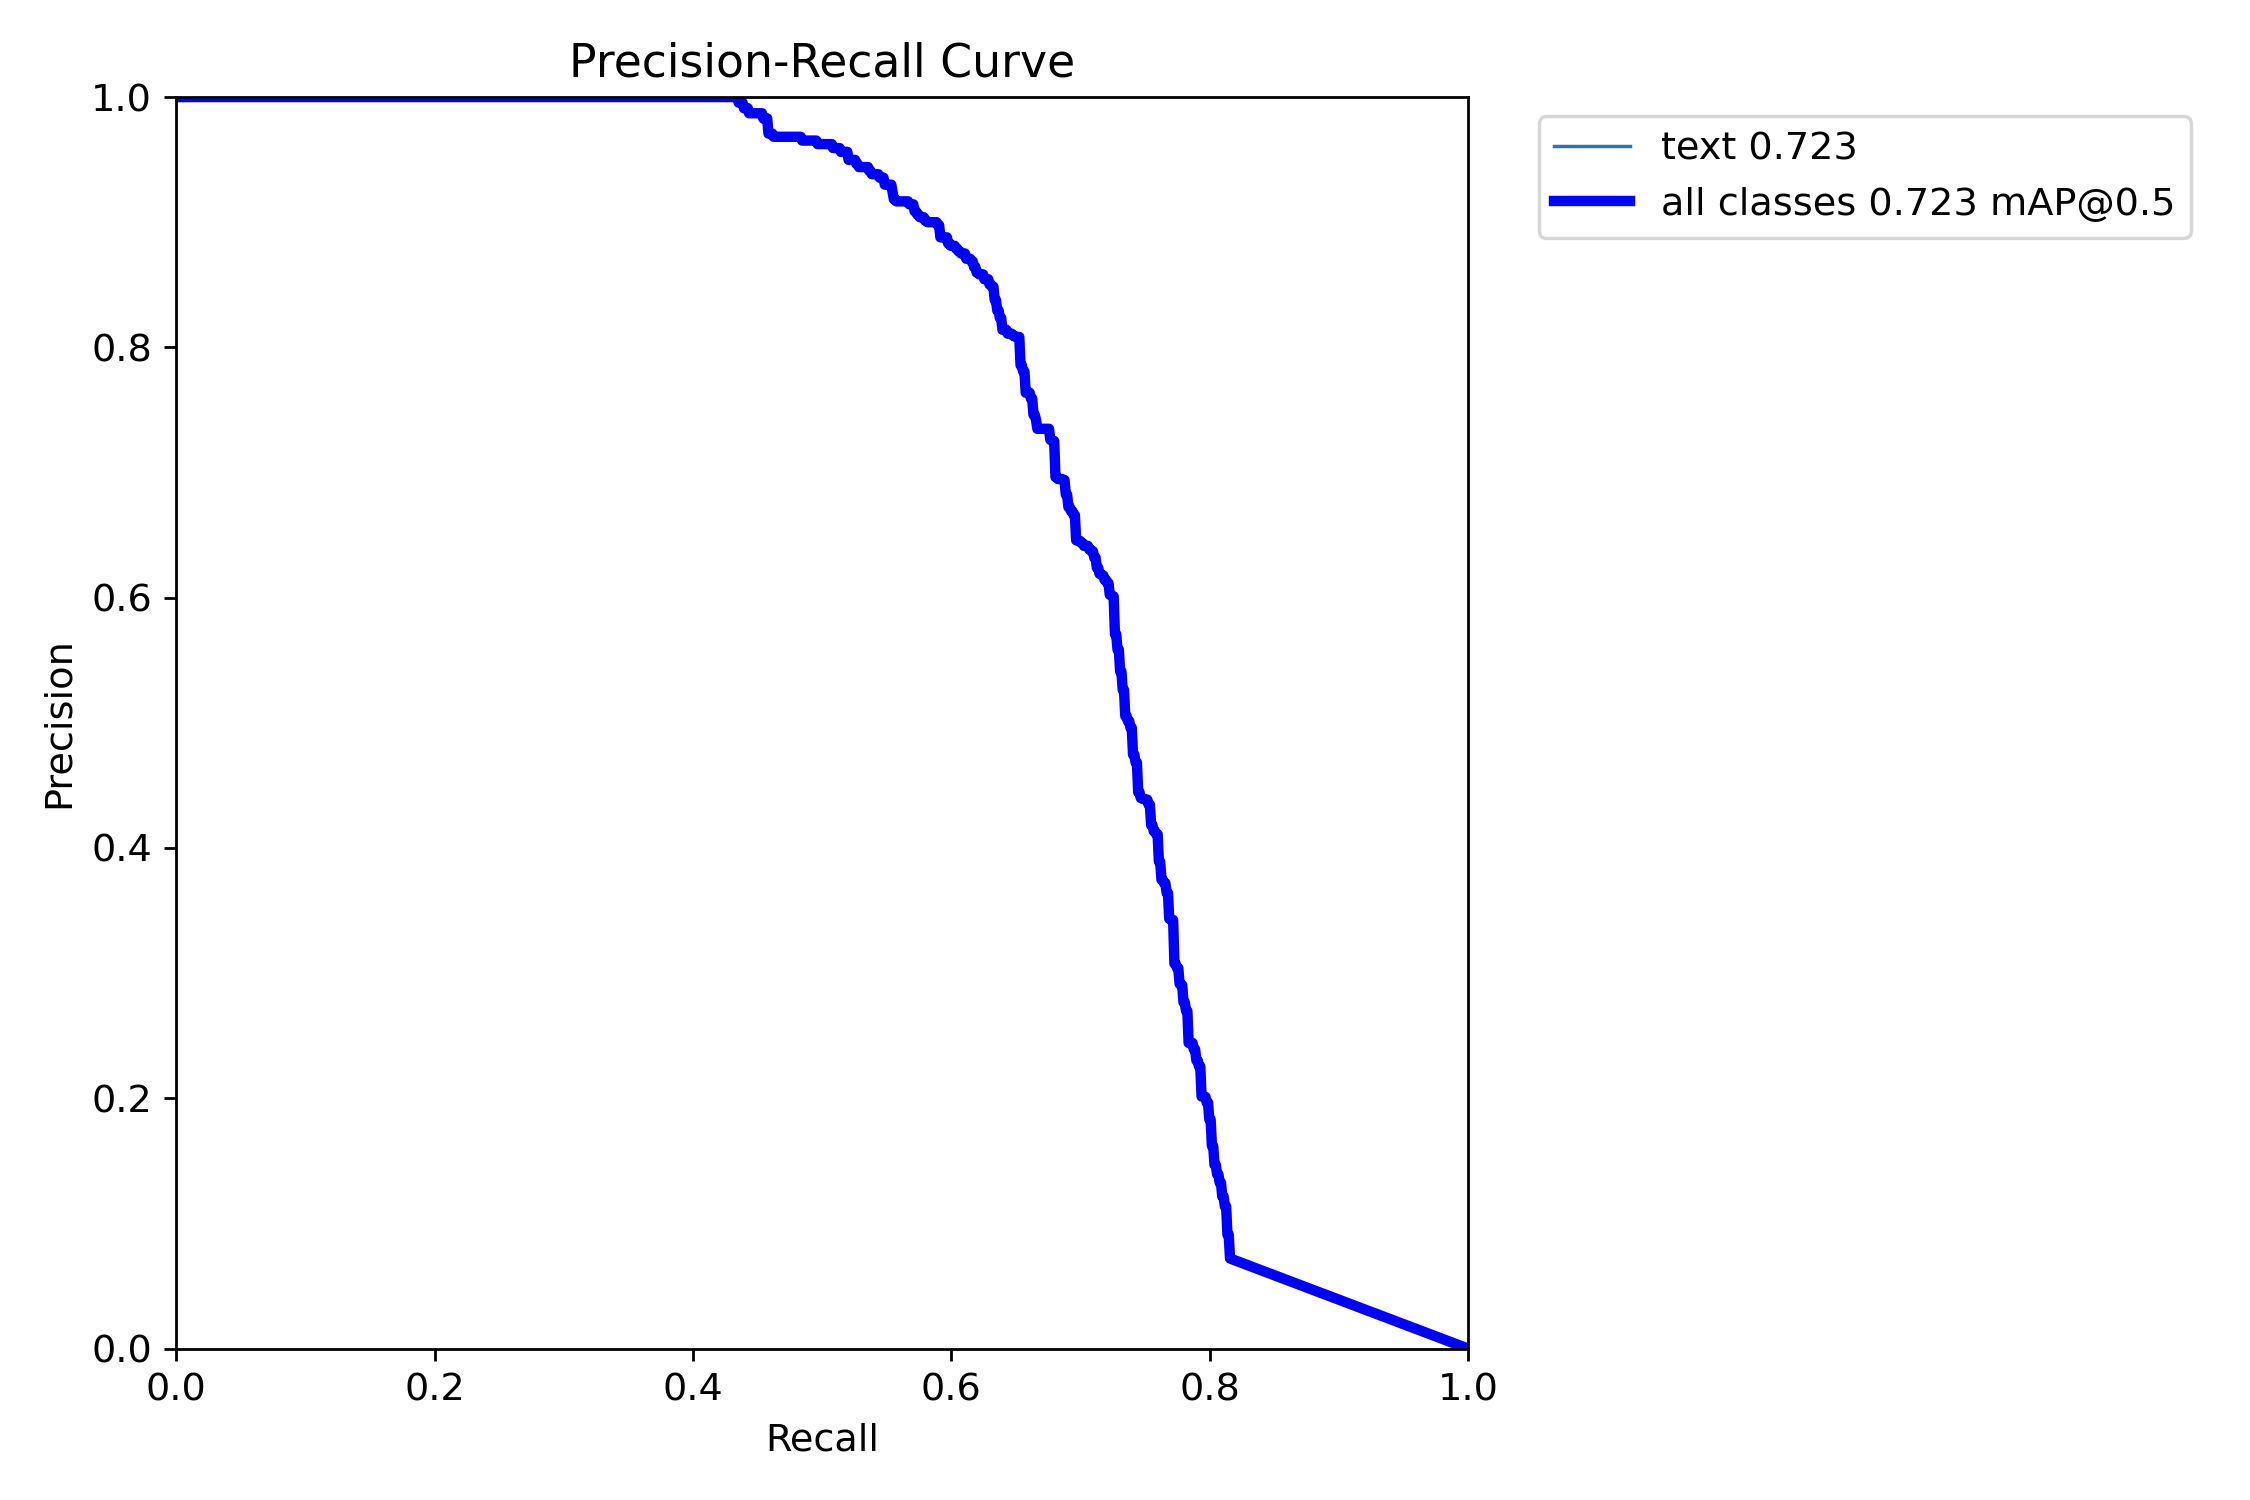 Precision-Recall Curve
1.0
0.8
0.6
0.4
0.2
0.0
Precision
0.0 0.2 0.4 0.6 0.8 1.0
Recall
text 0.723
all classes 0.723 mAP@0.5